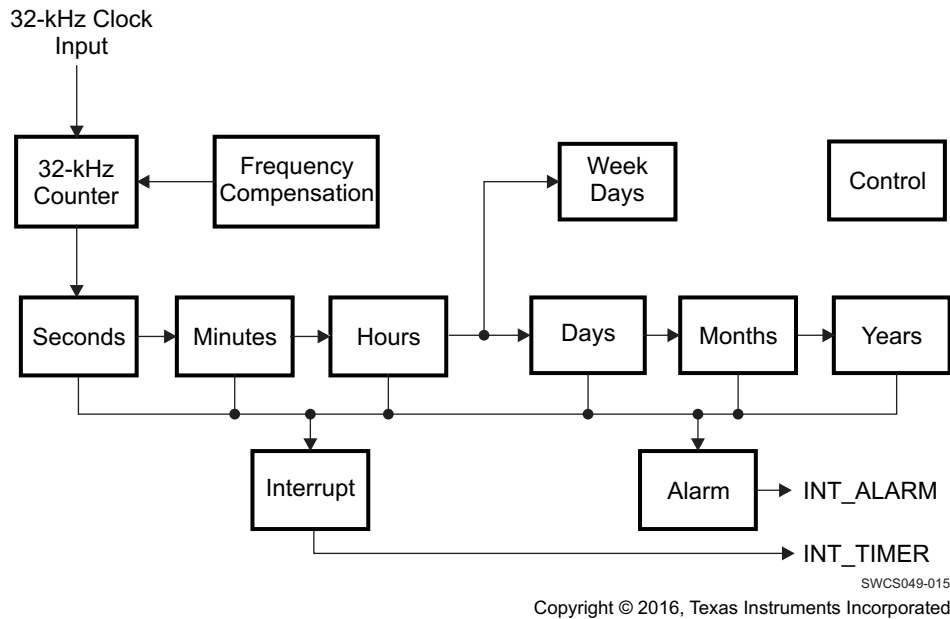 32-kHz Clock
Input
32-kHz
Counter
Frequency
Compensation
Week
Days
Control
Seconds
Minutes
Hours
Days
Months
Years
Interrupt
Alarm
INT_ALARM
INT_TIMER
SWCS049-015
Copyright © 2016, Texas Instruments Incorporated